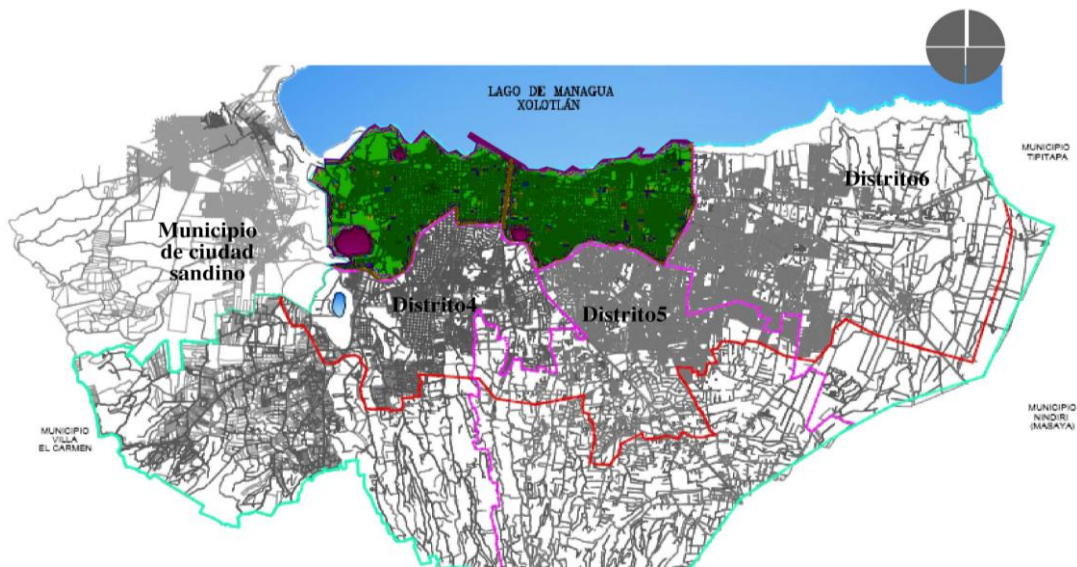 LAGO DE MANAGUA
XOLOTLÁN
MUNICIPIO
TIPITAPA
Distrito6
Municipio
de ciudad
sandino
Distrito4
Distrito5
MUNICIPIO
VILLA
EL CARMEN
MUNICIPIO
NINDIRI
(MASAYA)